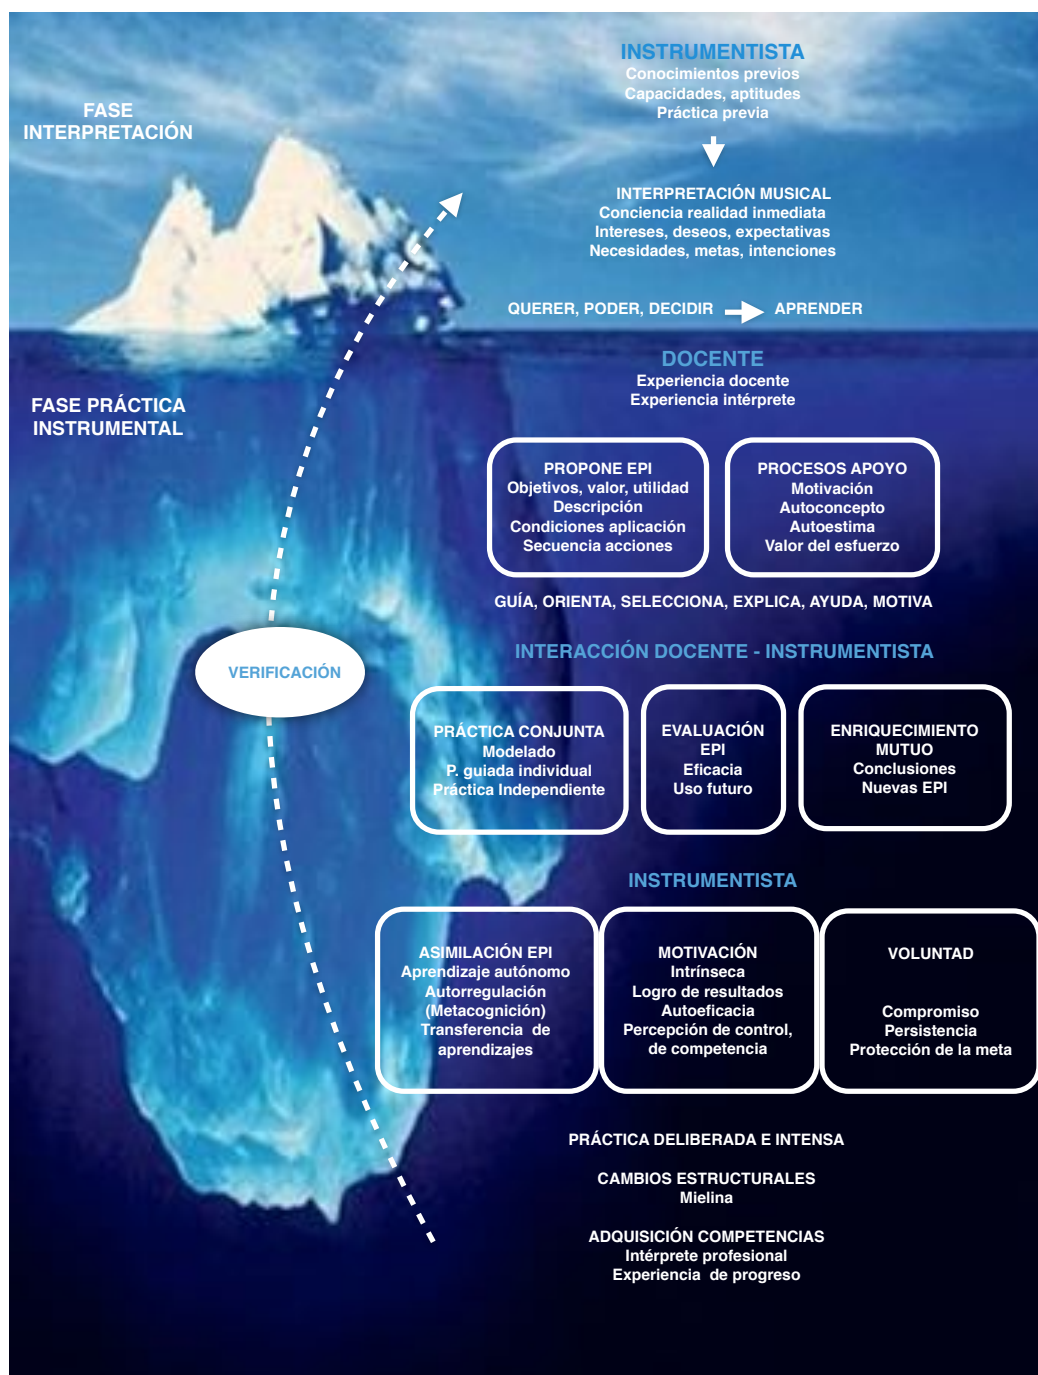 INSTRUMENTISTA
Conocimientos previos
Capacidades, aptitudes
Práctica previa
FASE
INTERPRETACIÓN
INTERPRETACIÓN MUSICAL
Conciencia realidad inmediata
Intereses, deseos, expectativas
Necesidades, metas, intenciones
QUERER, PODER, DECIDIR APRENDER
DOCENTE
Experiencia docente
Experiencia intérprete
FASE PRÁCTICA
INSTRUMENTAL
PROPONE EPI
Objetivos, valor, utilidad
Descripción
Condiciones aplicación
Secuencia acciones
PROCESOS APOYO
Motivación
Autoconcepto
Autoestima
Valor del esfuerzo
GUÍA, ORIENTA, SELECCIONA, EXPLICA, AYUDA, MOTIVA
INTERACCIÓN DOCENTE - INSTRUMENTISTA
VERIFICACIÓN
PRÁCTICA CONJUNTA
Modelado
P. guiada individual
Práctica Independiente
EVALUACIÓN
EPI
Eficacia
Uso futuro
ENRIQUECIMIENTO
MUTUO
Conclusiones
Nuevas EPI
INSTRUMENTISTA
ASIMILACIÓN EPI
Aprendizaje autónomo
Autorregulación
(Metacognición)
Transferencia de
aprendizajes
MOTIVACIÓN
Intrínseca
Logro de resultados
Autoeficacia
Percepción de control,
de competencia
VOLUNTAD
Compromiso
Persistencia
Protección de la meta
PRÁCTICA DELIBERADA E INTENSA
CAMBIOS ESTRUCTURALES
Mielina
ADQUISICIÓN COMPETENCIAS
Intérprete profesional
Experiencia de progreso